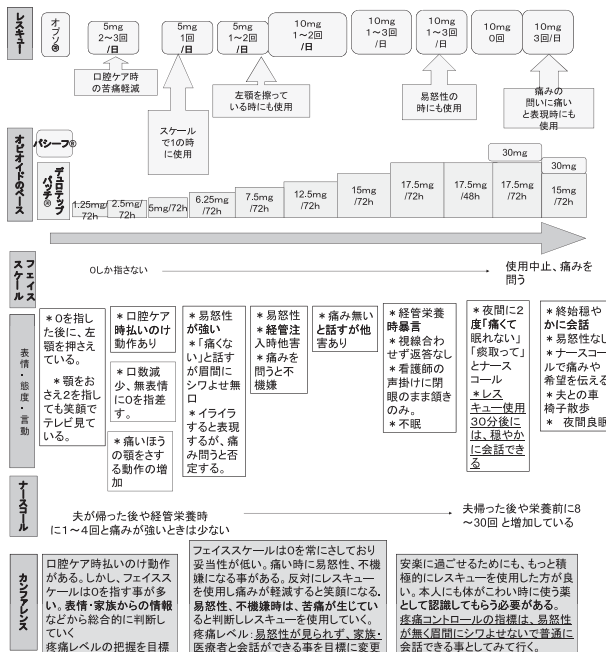 レスキュー
オプソ®
5mg
2～3回
/日
5mg
1回
/日
5mg
1～2回
/日
10mg
1～2回
/日
10mg
1～3回
/日
10mg
1～3回
/日
10mg
0回
10mg
3回/日
口腔ケア時
の苦痛軽減
スケール
で1の時
に使用
左顎を擦って
いる時にも使用
易怒性の
時にも使用
痛みの
問いに痛い
と表現時にも
使用
オピオイドのベース
パシーフ®
30mg
30mg
デュロテップ
パッチ®
1.25mg/
72h
2.5mg/
72h
5mg/72h
6.25mg
/72h
7.5mg
/72h
12.5mg
/72h
15mg
/72h
17.5mg
/72h
17.5mg
/48h
17.5mg
/72h
15mg
/72h
フェイス
スケール
0しか指さない
使用中止、痛みを
問う
表情・態度・言動
＊0を指し
た後に、左
顎を押さえ
ている。
＊顎をお
さえ2を指し
ても笑顔で
テレビ見て
いる。
＊口腔ケア
時払いのけ
動作あり
＊口数減
少、無表情
に0を指差
す。
＊痛いほう
の顎をさす
る動作の増
加
＊易怒性
が強い
＊「痛くな
い」と話す
が眉間に
シワよせ無
口
＊イライラ
すると表現
するが、痛
み問うと否
定する。
＊易怒性
＊経管注
入時他害
＊痛みを
問うと不
機嫌
＊痛み無い
と話すが他
害あり
＊経管栄養
時暴言
＊視線合わ
せず返答なし
＊看護師の
声掛けに閉
眼のまま頷き
のみ。
＊不眠
＊夜間に2
度「痛くて
眠れない」
「痰取って」
とナース
コール
＊レス
キュー使用
30分後に
は、穏やか
に会話でき
る
＊終始穏や
かに会話
＊易怒性なし
＊ナースコー
ルで痛みや
希望を伝える
＊夫との車
椅子散歩
＊ 夜間良眠
ナースコール
夫が帰った後や経管栄養時
に1～4回と痛みが強いときは少ない
夫帰った後や栄養前に8
～30回 と増加している
カンファレンス
口腔ケア時払いのけ動作
がある。しかし、フェイスス
ケールは0を指す事が多
い。表情・家族からの情報
などから総合的に判断し
ていく
疼痛レベルの把握を目標
フェイススケールは0を常にさしており
妥当性が低い。痛い時に易怒性、不機
嫌になる事がある。反対にレスキュー
を使用し痛みが軽減すると笑顔になる。
易怒性、不機嫌時は、苦痛が生じてい
ると判断しレスキューを使用していく。
疼痛レベル：易怒性が見られず、家族・
医療者と会話ができる事を目標に変更
安楽に過ごせるためにも、もっと積
極的にレスキューを使用した方が良
い。本人にも体がこわい時に使う薬
として認識してもらう必要がある。
疼痛コントロールの指標は、易怒性
が無く眉間にシワよせないで普通に
会話できる事としてみて行く。